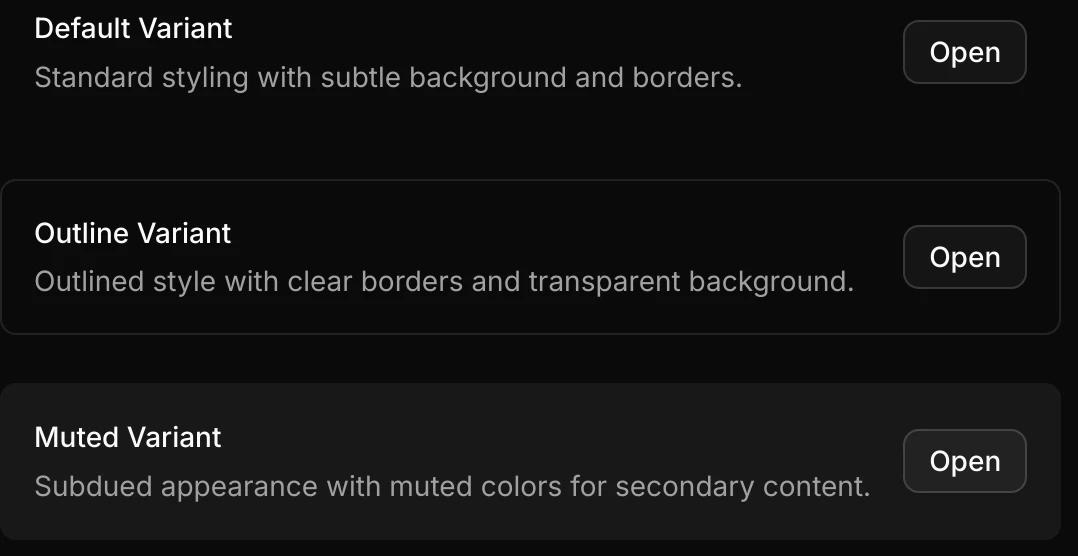 Default Variant
Open
Standard styling with subtle background and borders.
Outline Variant
Open
Outlined style with clear borders and transparent background.
Muted Variant
Open
Subdued appearance with muted colors for secondary content.